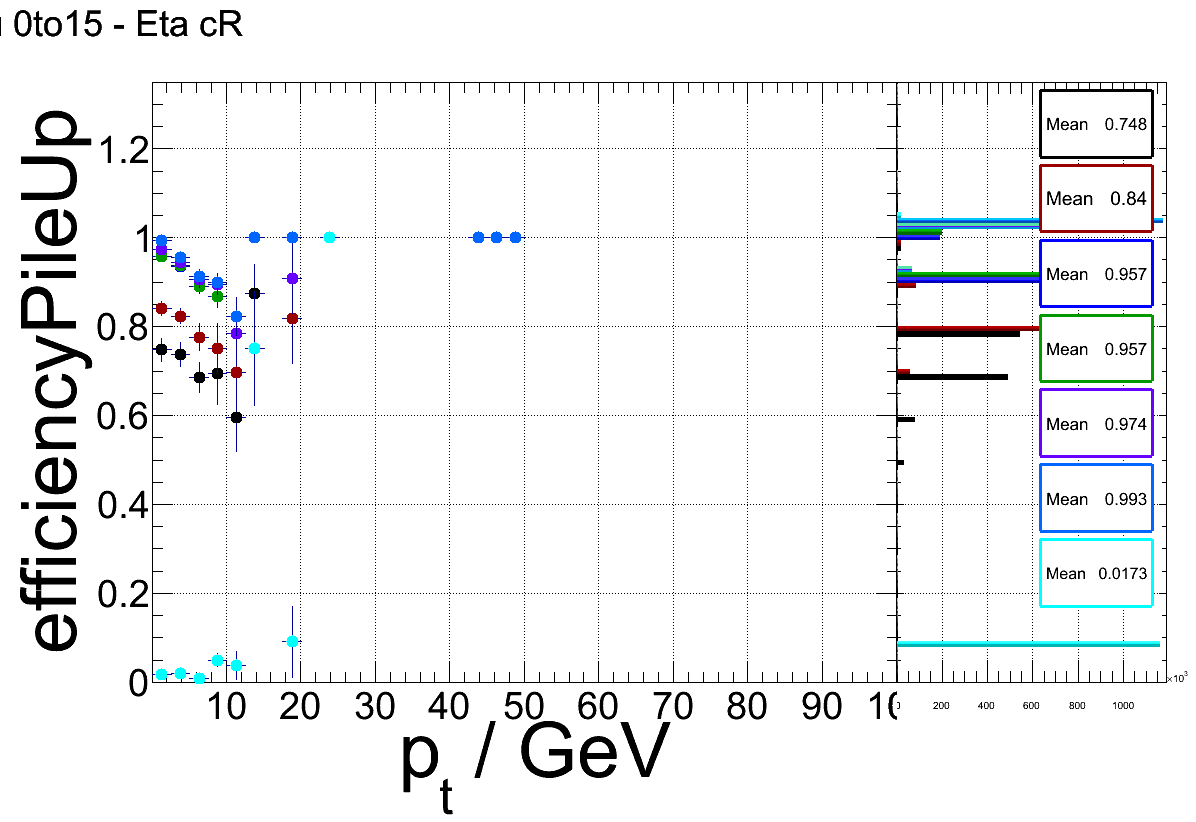 0to15 - Eta cR
efficiencyPileUp
1.2
1
0.8
0.6
0.4
0.2
0
10 20 30 40 50 60 70 80 90
pt / GeV
Mean 0.748
Mean 0.84
Mean 0.957
Mean 0.957
Mean 0.974
Mean 0.993
Mean 0.0173
×10³
0 200 400 600 800 1000